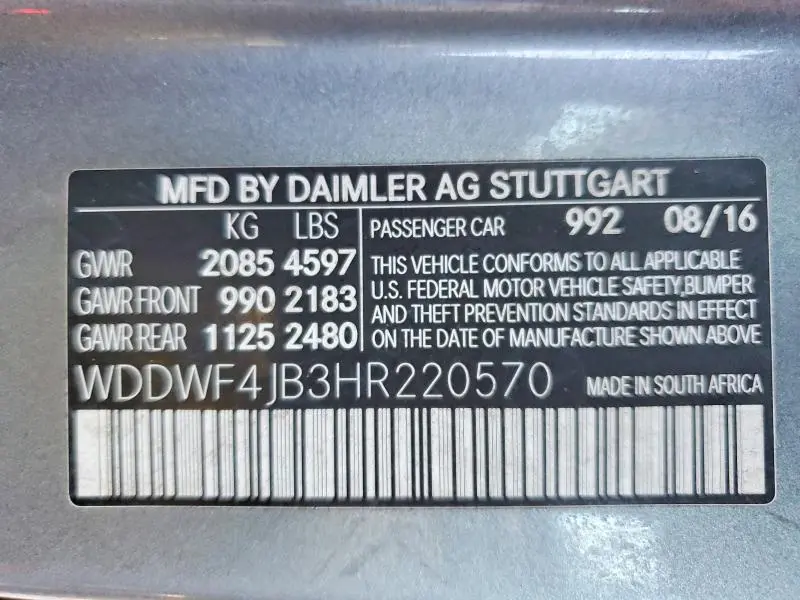 MFD BY DAIMLER AG STUTTGART
KG LBS
GVWR 2085 4597
GAWR FRONT 990 2183
GAWR REAR 1125 2480
PASSENGER CAR 992 08/16
THIS VEHICLE CONFORMS TO ALL APPLICABLE
U.S. FEDERAL MOTOR VEHICLE SAFETY,BUMPER
AND THEFT PREVENTION STANDARDS IN EFFECT
ON THE DATE OF MANUFACTURE SHOWN ABOVE
WDDWF4JB3HR220570 MADE IN SOUTH AFRICA